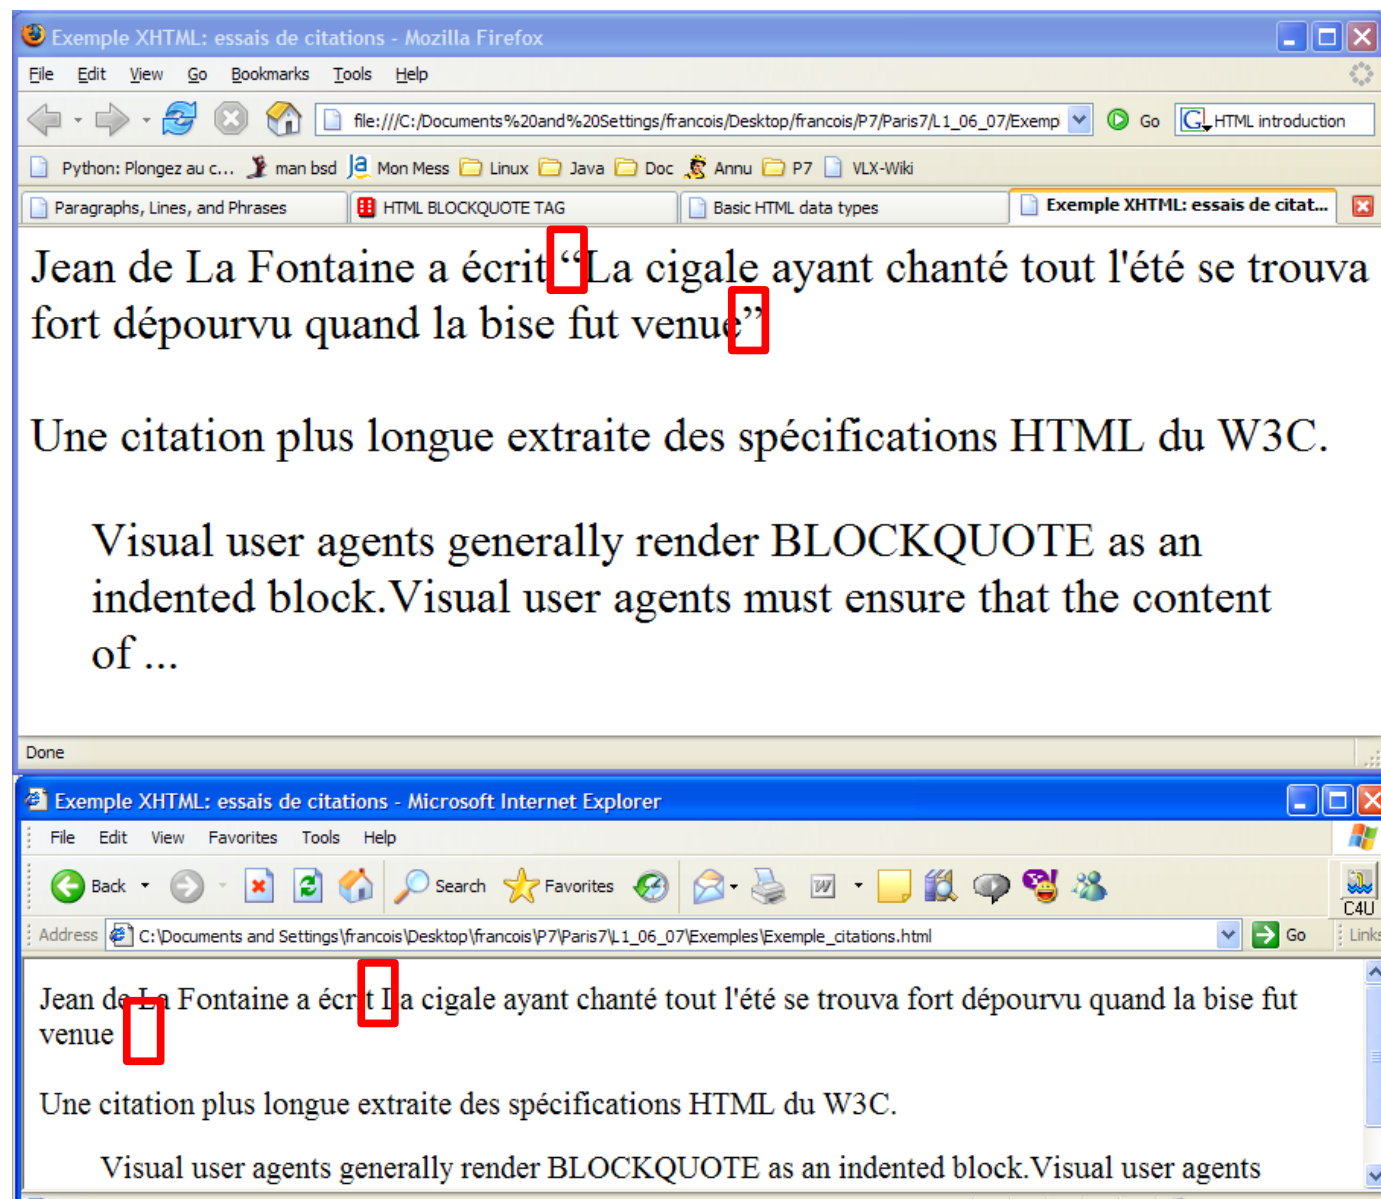 Exemple XHTML: essais de citations - Mozilla Firefox
File Edit View Go Bookmarks Tools Help
file:///C:/Documents%20and%20Settings/francois/Desktop/francois/P7/Paris7/L1_06_07/Exemp Go G HTML introduction
Python: Plongez au c... man bsd Mon Mess Linux Java Doc Annu P7 VLX-Wiki
Paragraphs, Lines, and Phrases HTML BLOCKQUOTE TAG Basic HTML data types Exemple XHTML: essais de citat...
Jean de La Fontaine a écrit “La cigale ayant chanté tout l'été se trouva
fort dépourvu quand la bise fut venue”
Une citation plus longue extraite des spécifications HTML du W3C.
Visual user agents generally render BLOCKQUOTE as an
indented block.Visual user agents must ensure that the content
of ...
Done
Exemple XHTML: essais de citations - Microsoft Internet Explorer
File Edit View Favorites Tools Help
Back Search Favorites C4U
Address C:\Documents and Settings\francois\Desktop\francois\P7\Paris7\L1_06_07\Exemples\Exemple_citations.html Go Links
Jean de La Fontaine a écrit La cigale ayant chanté tout l'été se trouva fort dépourvu quand la bise fut
venue
Une citation plus longue extraite des spécifications HTML du W3C.
Visual user agents generally render BLOCKQUOTE as an indented block.Visual user agents